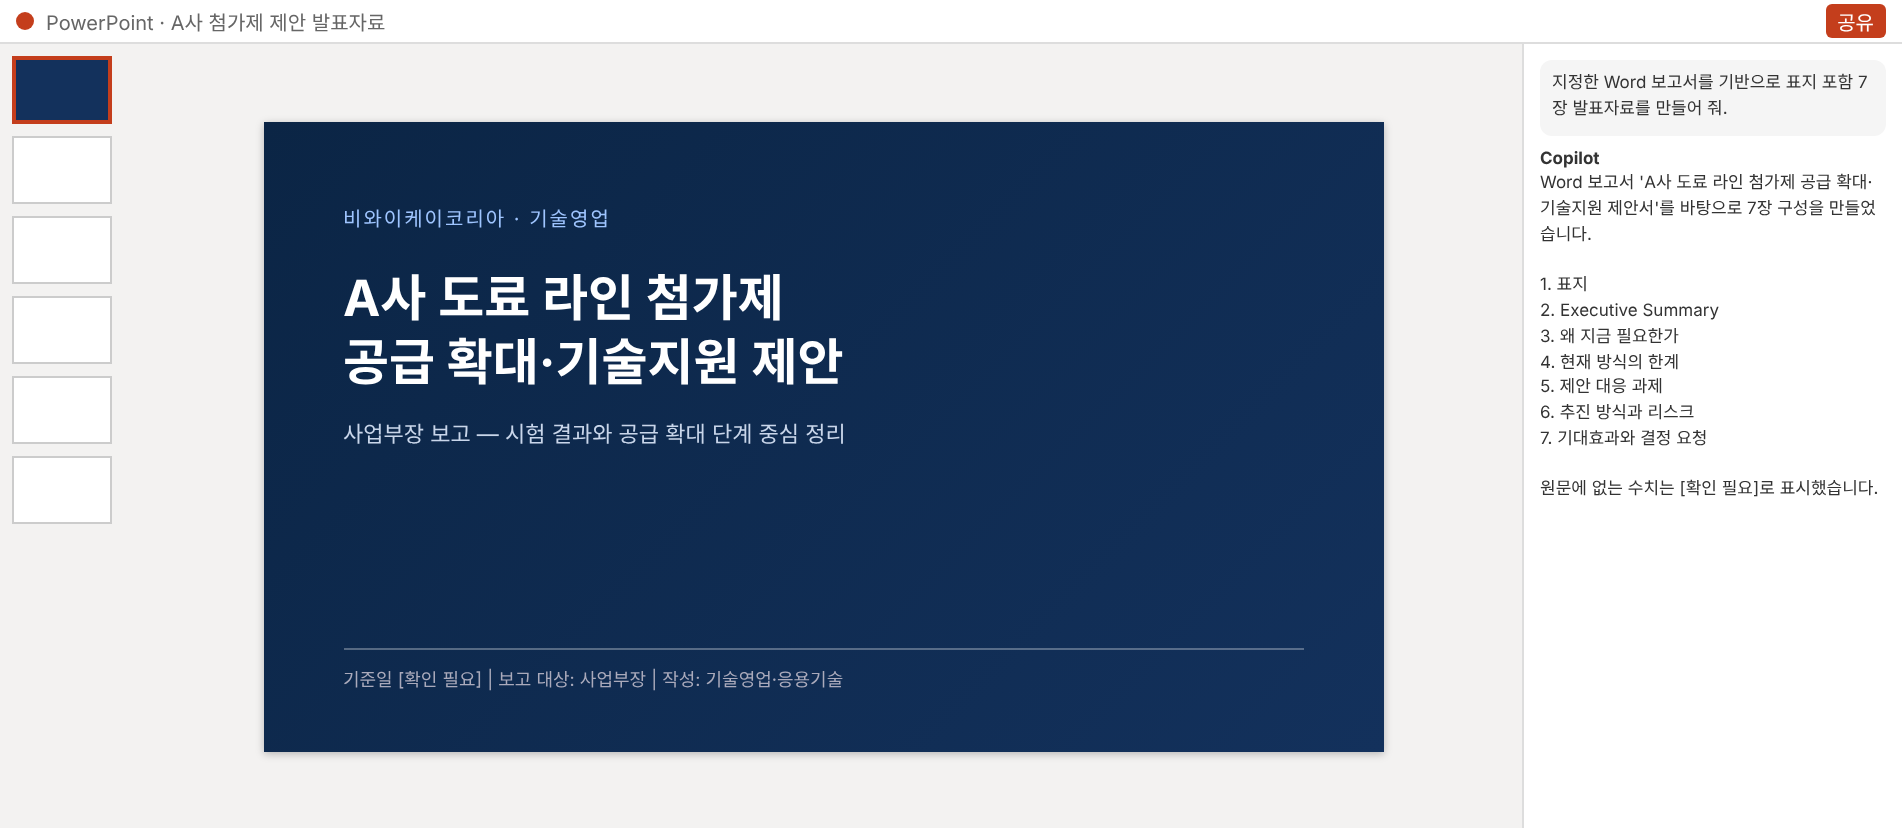 PowerPoint · A사 첨가제 제안 발표자료
공유
비와이케이코리아 · 기술영업
A사 도료 라인 첨가제
공급 확대·기술지원 제안
사업부장 보고 — 시험 결과와 공급 확대 단계 중심 정리
기준일 [확인 필요] | 보고 대상: 사업부장 | 작성: 기술영업·응용기술
지정한 Word 보고서를 기반으로 표지 포함 7
장 발표자료를 만들어 줘.
Copilot
Word 보고서 'A사 도료 라인 첨가제 공급 확대·
기술지원 제안서'를 바탕으로 7장 구성을 만들었
습니다.
1. 표지
2. Executive Summary
3. 왜 지금 필요한가
4. 현재 방식의 한계
5. 제안 대응 과제
6. 추진 방식과 리스크
7. 기대효과와 결정 요청
원문에 없는 수치는 [확인 필요]로 표시했습니다.